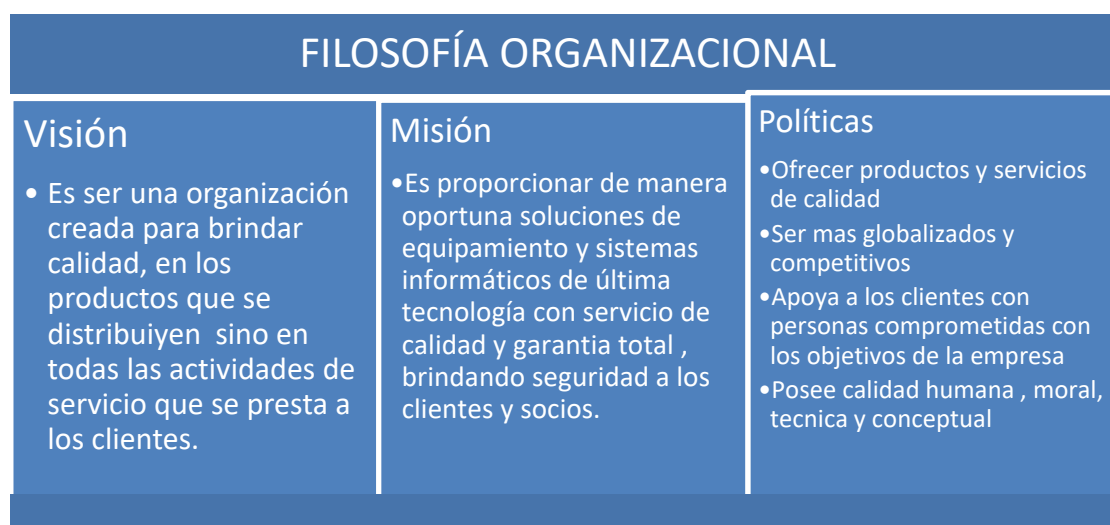 FILOSOFÍA ORGANIZACIONAL
Visión
• Es ser una organización
creada para brindar
calidad, en los
productos que se
distribuiyen sino en
todas las actividades de
servicio que se presta a
los clientes.
Misión
•Es proporcionar de manera
oportuna soluciones de
equipamiento y sistemas
informáticos de última
tecnología con servicio de
calidad y garantia total ,
brindando seguridad a los
clientes y socios.
Políticas
•Ofrecer productos y servicios
de calidad
•Ser mas globalizados y
competitivos
•Apoya a los clientes con
personas comprometidas con
los objetivos de la empresa
•Posee calidad humana , moral,
tecnica y conceptual